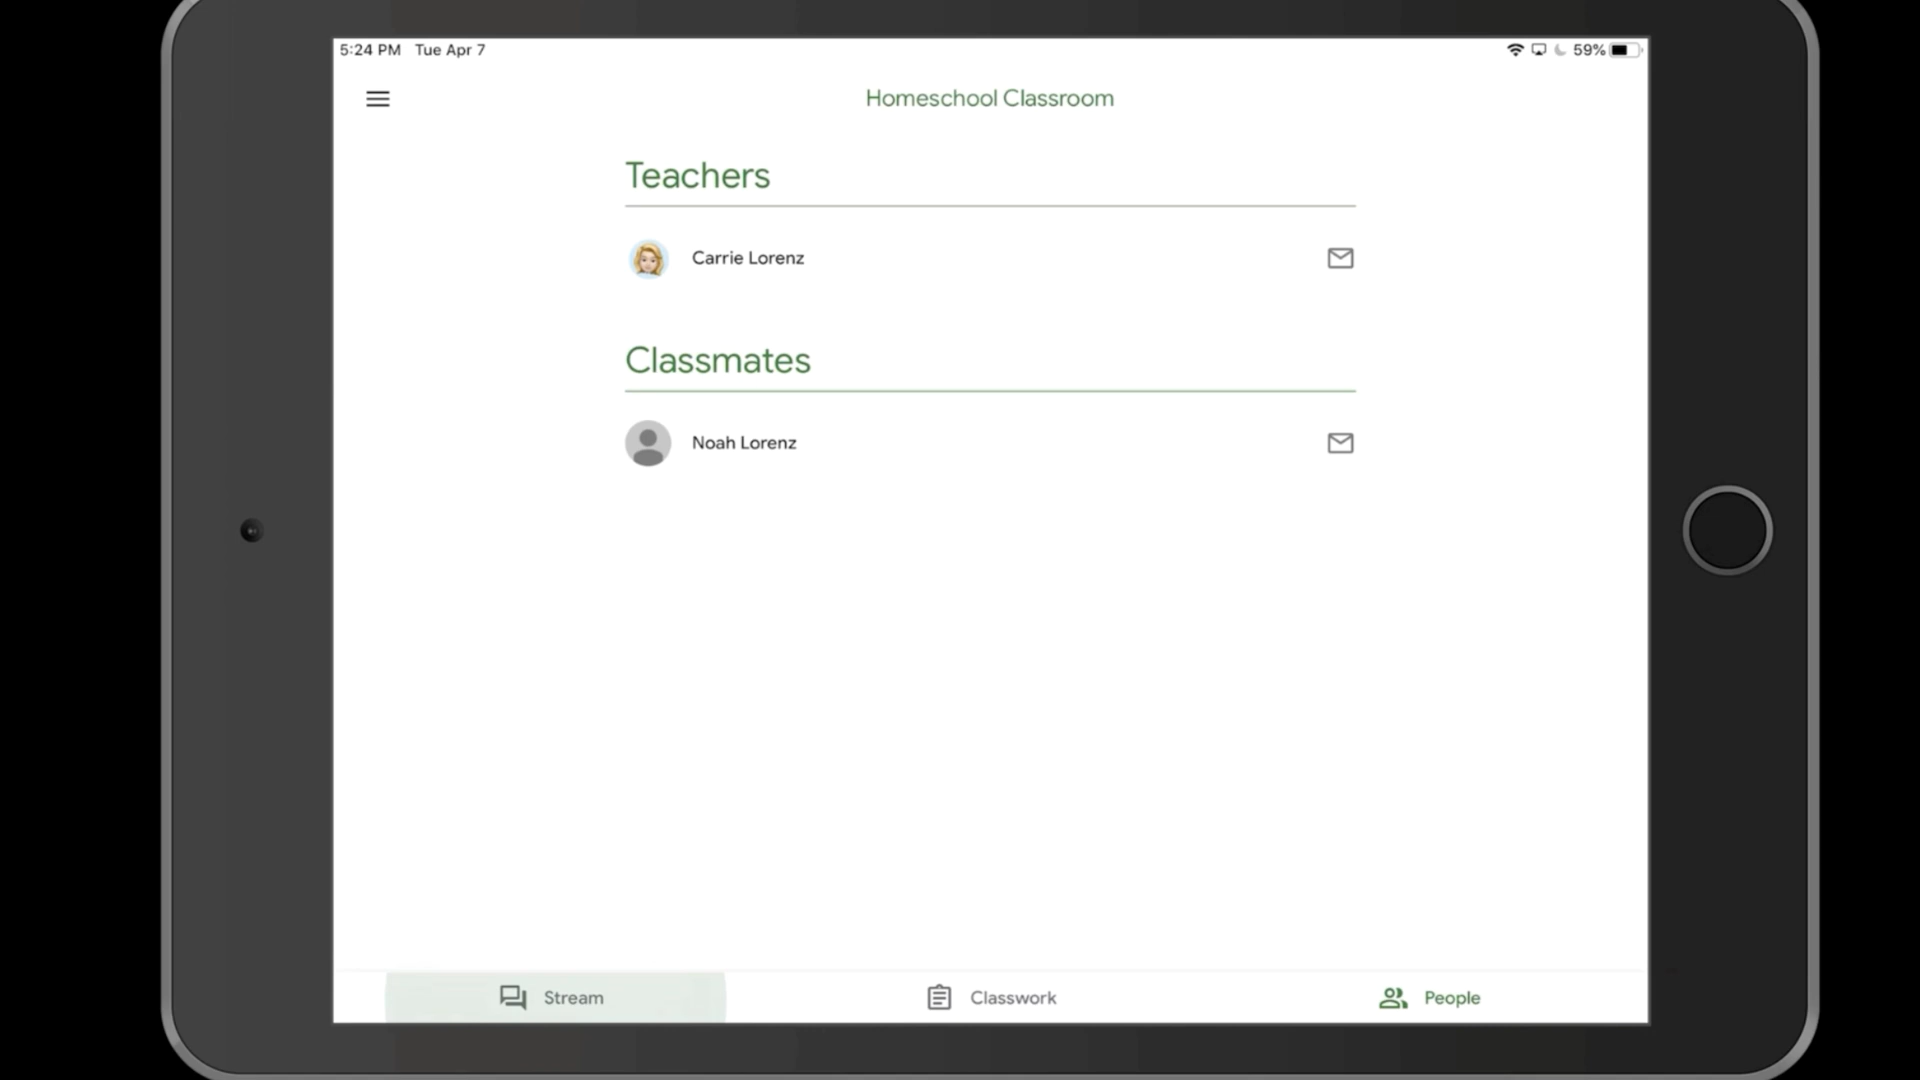 5:24 PM Tue Apr 7
59%
Homeschool Classroom
Teachers
Carrie Lorenz
Classmates
Noah Lorenz
Stream
Classwork
People